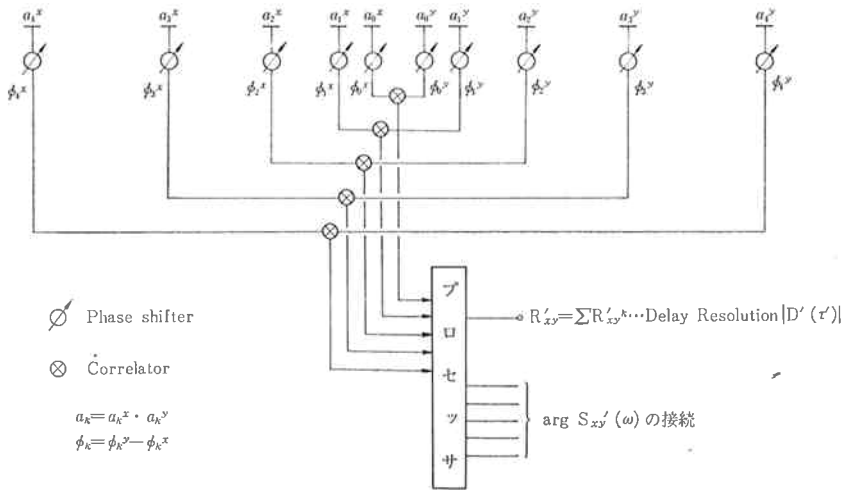 a₄ˣ a₃ˣ a₂ˣ a₁ˣ a₀ˣ a₀ʸ a₁ʸ a₂ʸ a₃ʸ a₄ʸ
ϕ₄ˣ ϕ₃ˣ ϕ₂ˣ ϕ₁ˣ ϕ₀ˣ ϕ₀ʸ ϕ₁ʸ ϕ₂ʸ ϕ₃ʸ ϕ₄ʸ
プロセッサ
R′xy=∑R′xyᵏ…Delay Resolution|D′(τ′)|
arg Sxy′(ω)の接続
Phase shifter
Correlator
aₖ=aₖˣ・aₖʸ
ϕₖ=ϕₖʸ−ϕₖˣ